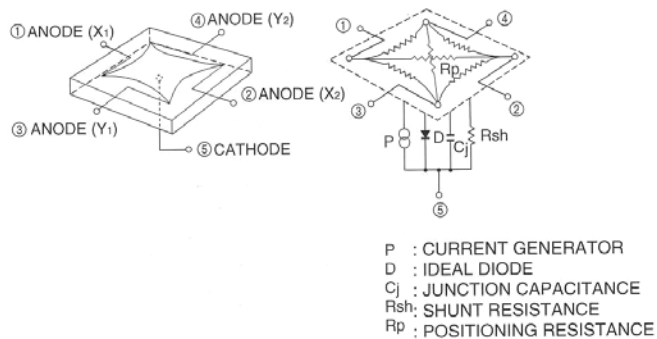 ① ANODE (X₁)
④ ANODE (Y₂)
② ANODE (X₂)
③ ANODE (Y₁)
⑤ CATHODE
①
④
Rp
③
②
P
D
Cj
Rsh
⑤
P : CURRENT GENERATOR
D : IDEAL DIODE
Cj : JUNCTION CAPACITANCE
Rsh : SHUNT RESISTANCE
Rp : POSITIONING RESISTANCE